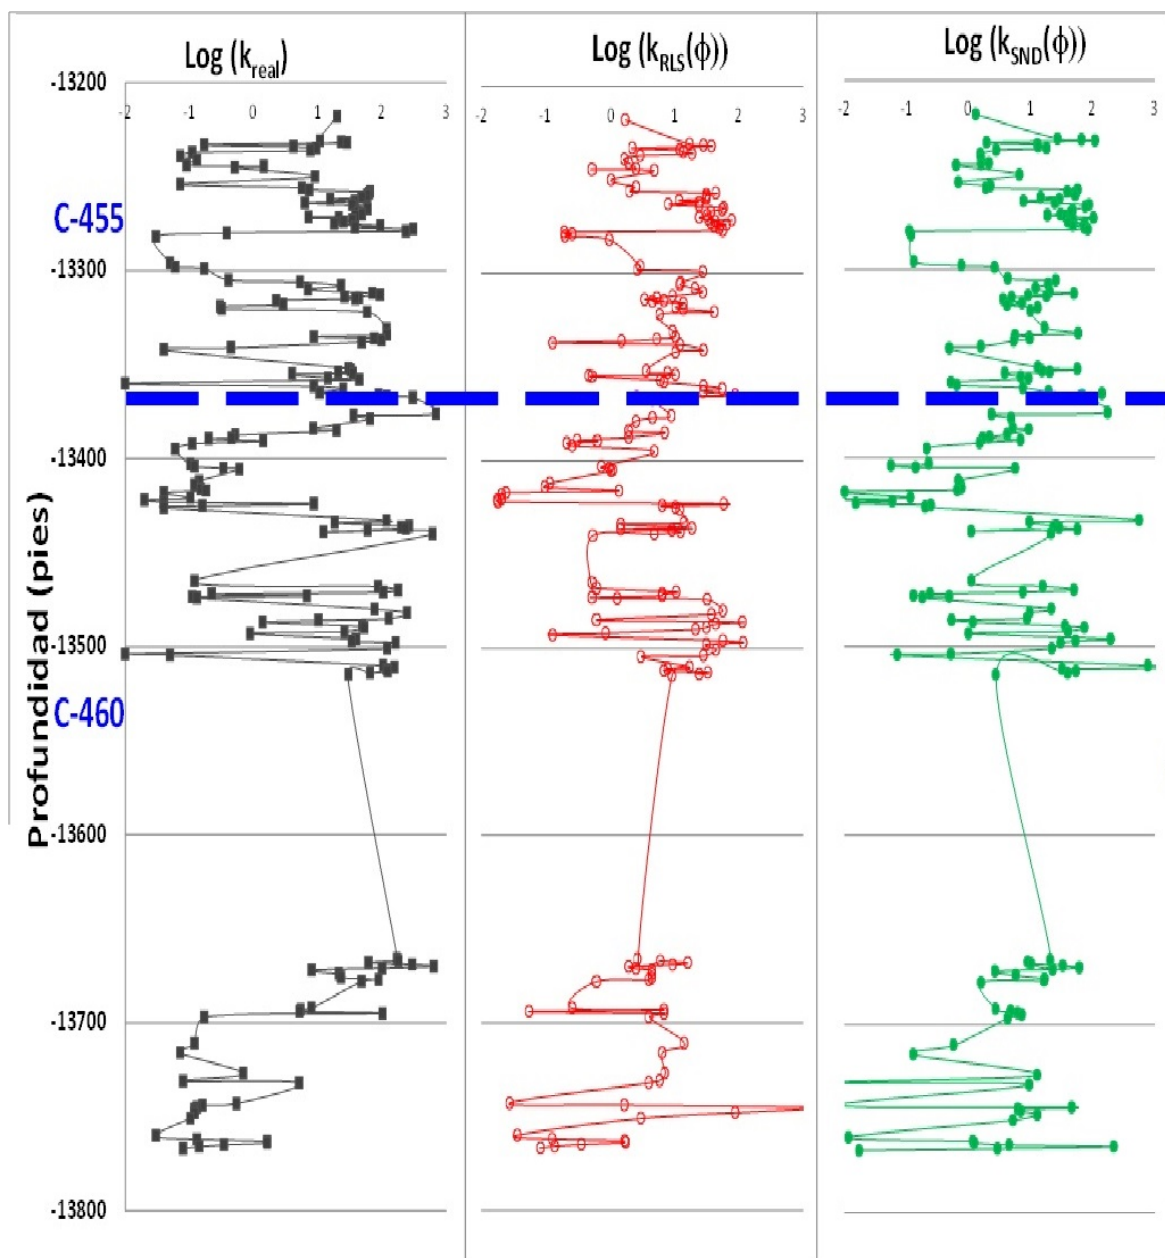 Log (k_real)
Log (k_RLS(ϕ))
Log (k_SND(ϕ))
-13200
-2 -1 0 1 2 3
-2 -1 0 1 2 3
-2 -1 0 1 2 3
C-455
-13300
-13400
Profundidad (pies)
-13500
C-460
-13600
-13700
-13800